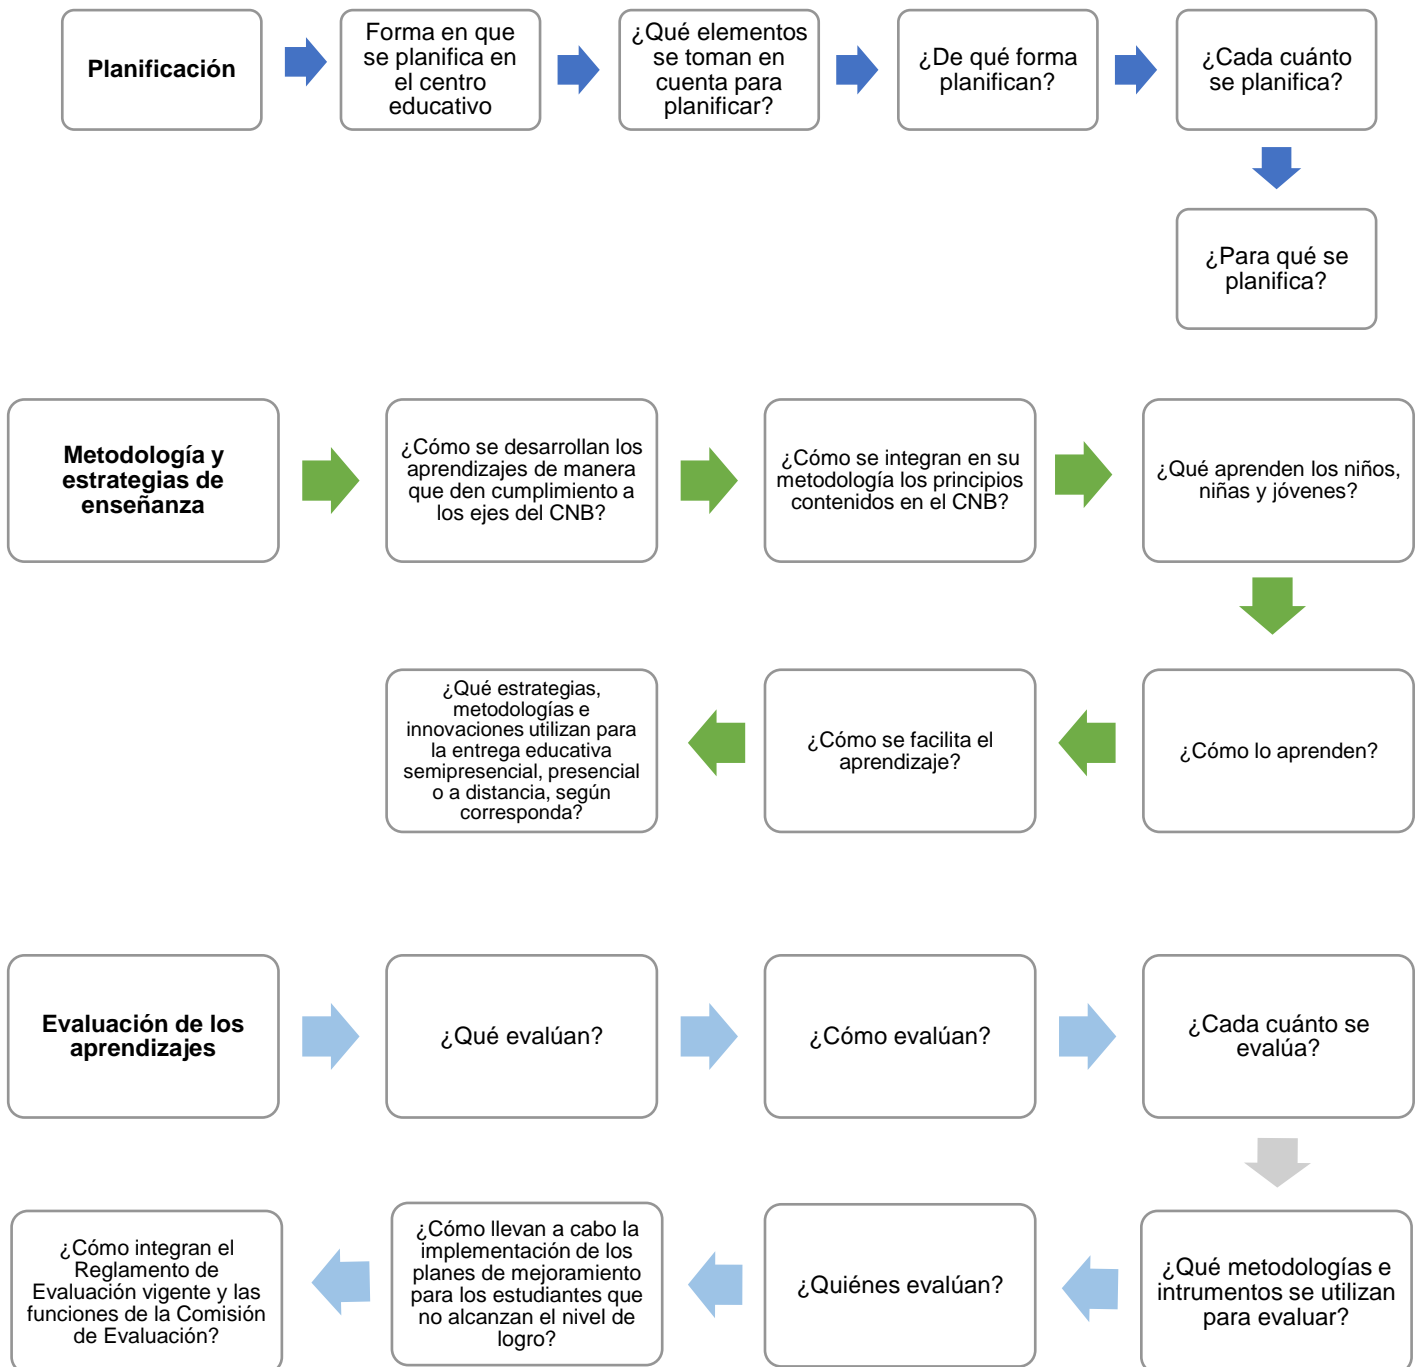 Planificación
Forma en que
se planifica en
el centro
educativo
¿Qué elementos
se toman en
cuenta para
planificar?
¿De qué forma
planifican?
¿Cada cuánto
se planifica?
¿Para qué se
planifica?
Metodología y
estrategias de
enseñanza
¿Cómo se desarrollan los
aprendizajes de manera
que den cumplimiento a
los ejes del CNB?
¿Cómo se integran en su
metodología los principios
contenidos en el CNB?
¿Qué aprenden los niños,
niñas y jóvenes?
¿Cómo lo aprenden?
¿Cómo se facilita el
aprendizaje?
¿Qué estrategias,
metodologías e
innovaciones utilizan para
la entrega educativa
semipresencial, presencial
o a distancia, según
corresponda?
Evaluación de los
aprendizajes
¿Qué evalúan?
¿Cómo evalúan?
¿Cada cuánto se
evalúa?
¿Qué metodologías e
intrumentos se utilizan
para evaluar?
¿Quiénes evalúan?
¿Cómo llevan a cabo la
implementación de los
planes de mejoramiento
para los estudiantes que
no alcanzan el nivel de
logro?
¿Cómo integran el
Reglamento de
Evaluación vigente y las
funciones de la Comisión
de Evaluación?